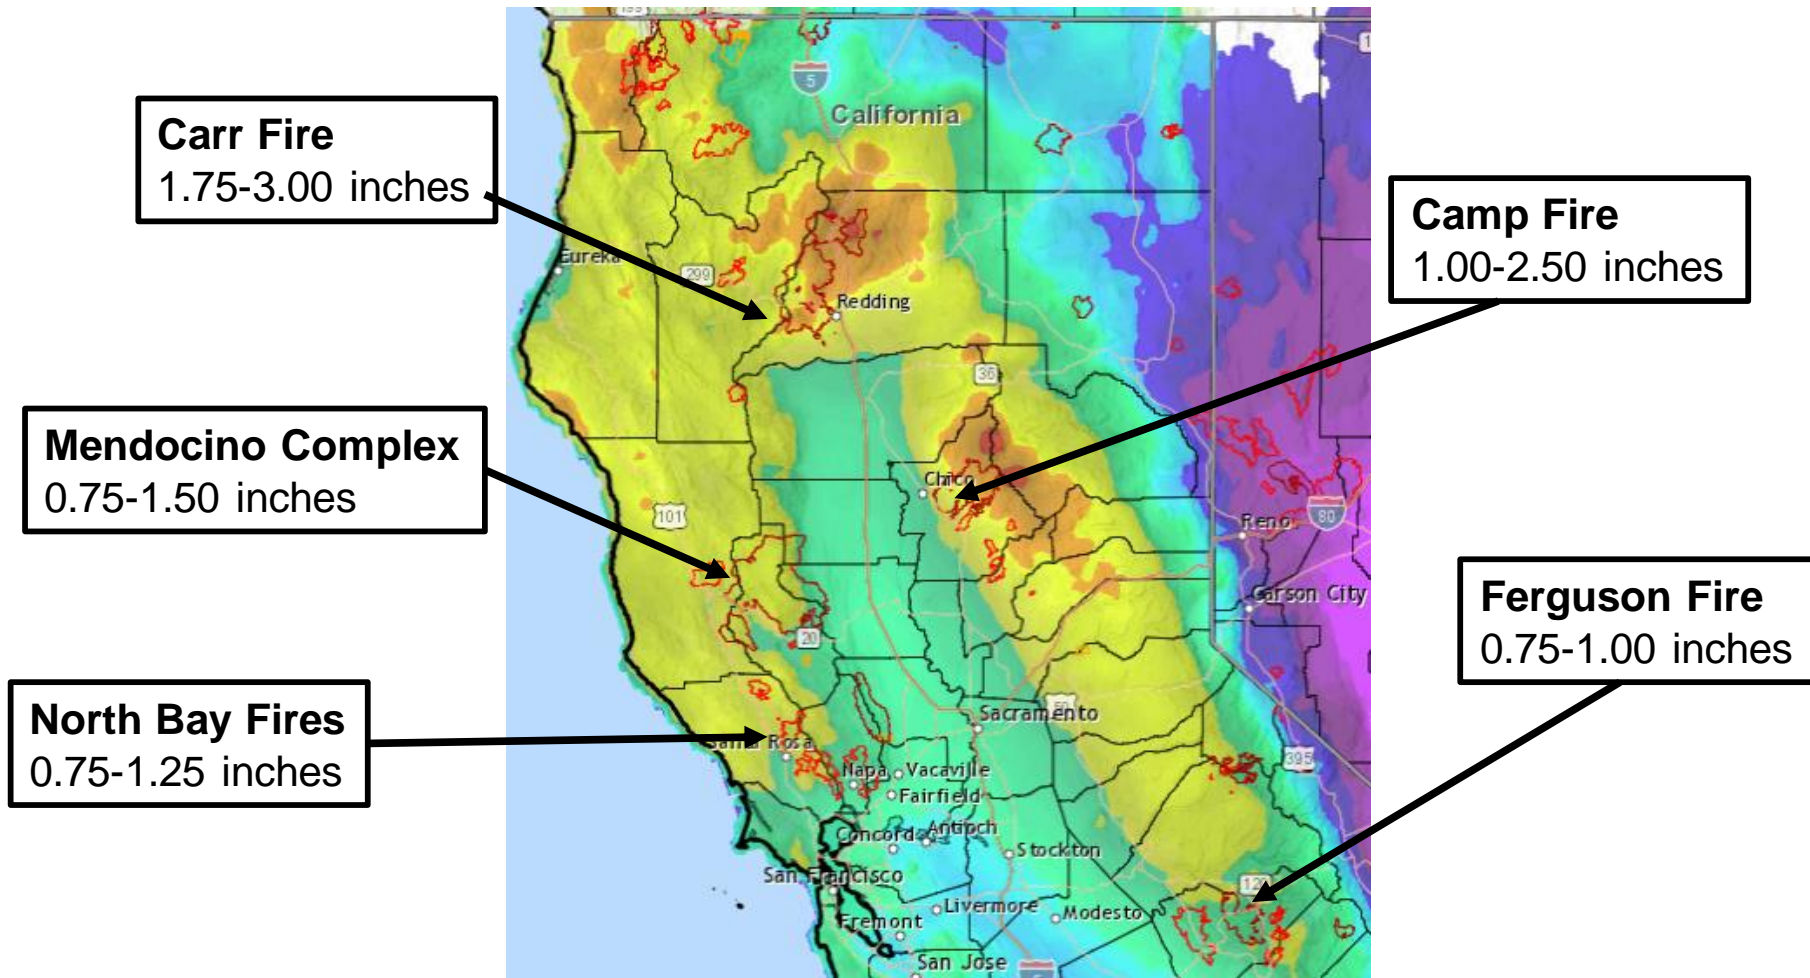 Carr Fire
1.75-3.00 inches
Camp Fire
1.00-2.50 inches
Mendocino Complex
0.75-1.50 inches
Ferguson Fire
0.75-1.00 inches
North Bay Fires
0.75-1.25 inches
199
5
California
Eureka
299
Redding
36
Chico
101
80
Reno
Carson City
20
50
Sacramento
Santa Rosa
395
Napa
Vacaville
Fairfield
Concord
Antioch
Stockton
San Francisco
120
Livermore
Modesto
Fremont
San Jose